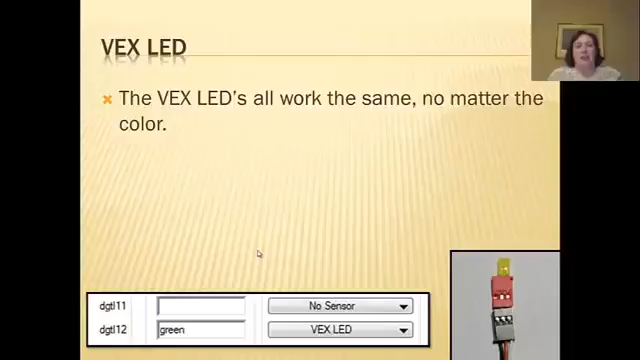 VEX LED
The VEX LED's all work the same, no matter the
color.
dgtl11 No Sensor
dgtl12 green VEX LED